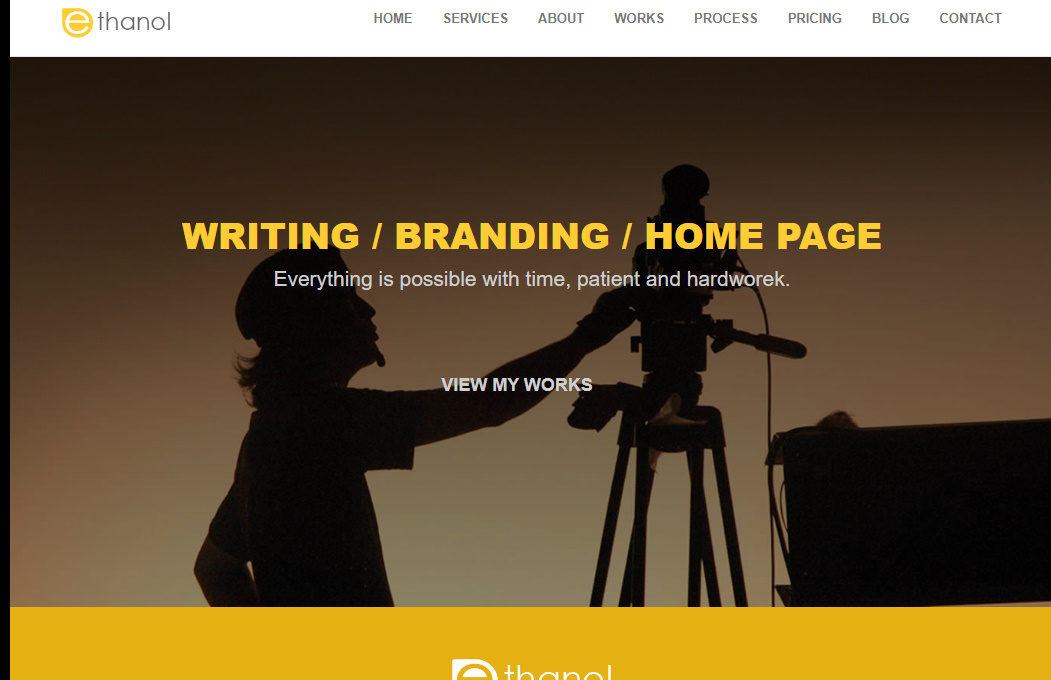 ethanol
HOME SERVICES ABOUT WORKS PROCESS PRICING BLOG CONTACT
WRITING / BRANDING / HOME PAGE
Everything is possible with time, patient and hardworek.
VIEW MY WORKS
ethanol